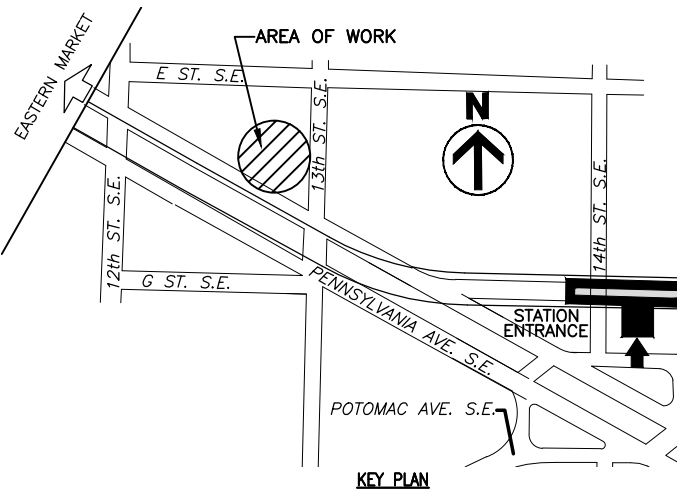 AREA OF WORK
EASTERN MARKET
E ST. S.E.
N
13th ST. S.E.
12th ST. S.E.
14th ST. S.E.
G ST. S.E.
PENNSYLVANIA AVE. S.E.
STATION
ENTRANCE
POTOMAC AVE. S.E.
KEY PLAN